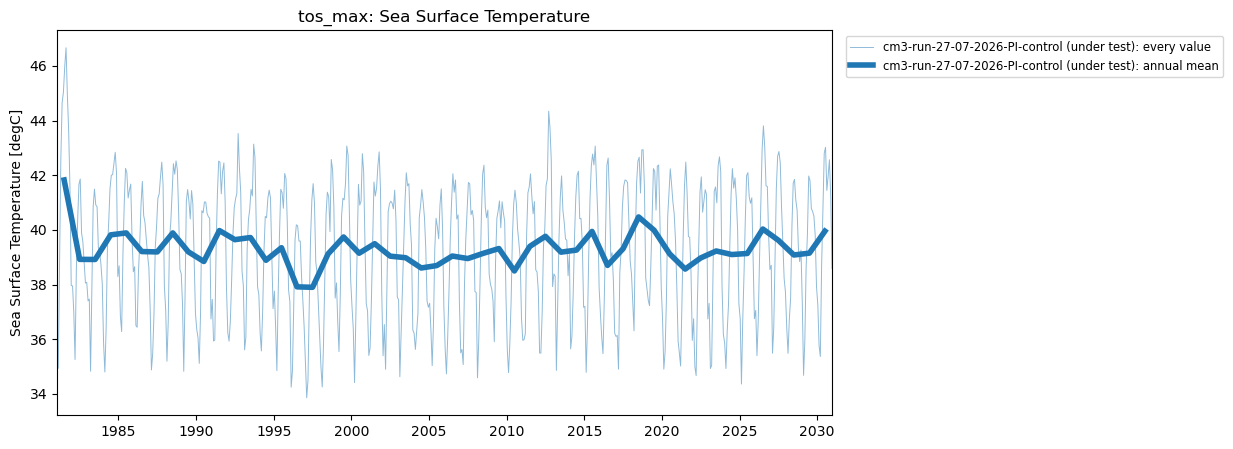 tos_max: Sea Surface Temperature
cm3-run-27-07-2026-PI-control (under test): every value
cm3-run-27-07-2026-PI-control (under test): annual mean
Sea Surface Temperature [degC]
46
44
42
40
38
36
34
1985 1990 1995 2000 2005 2010 2015 2020 2025 2030